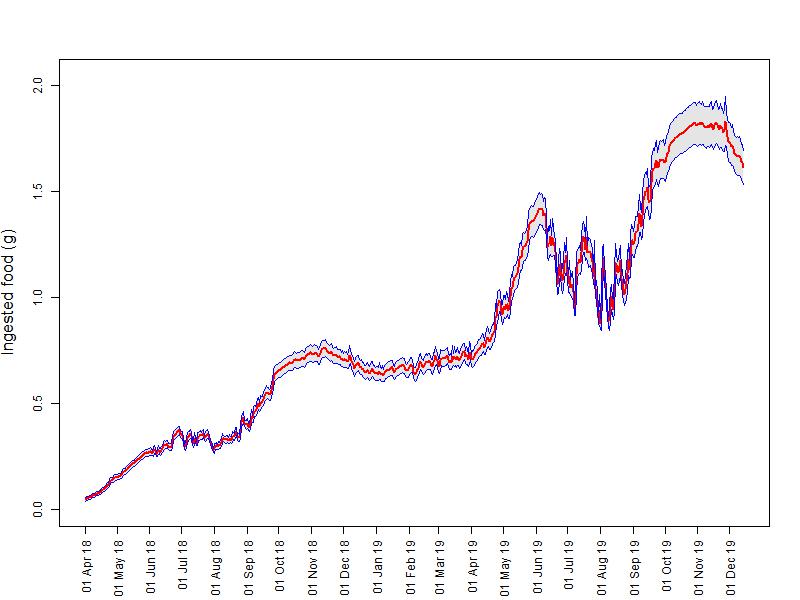 Ingested food (g)
2.0
1.5
1.0
0.5
0.0
01 Apr 18
01 May 18
01 Jun 18
01 Jul 18
01 Aug 18
01 Sep 18
01 Oct 18
01 Nov 18
01 Dec 18
01 Jan 19
01 Feb 19
01 Mar 19
01 Apr 19
01 May 19
01 Jun 19
01 Jul 19
01 Aug 19
01 Sep 19
01 Oct 19
01 Nov 19
01 Dec 19